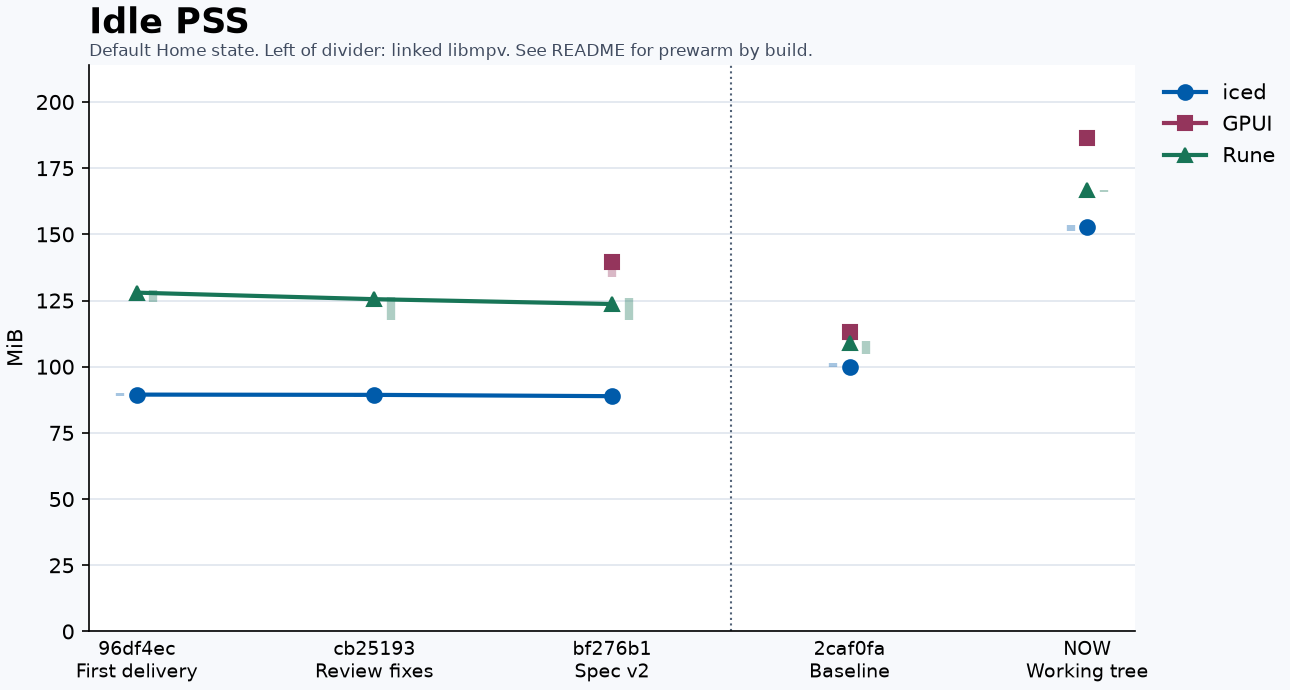 Idle PSS
Default Home state. Left of divider: linked libmpv. See README for prewarm by build.
iced
GPUI
Rune
MiB
200
175
150
125
100
75
50
25
0
96df4ec
First delivery
cb25193
Review fixes
bf276b1
Spec v2
2caf0fa
Baseline
NOW
Working tree